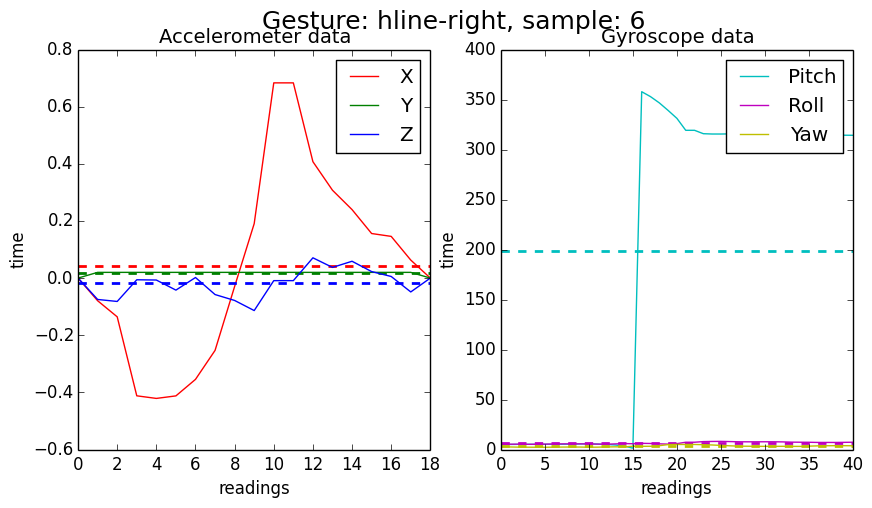 Gesture: hline-right, sample: 6
Accelerometer data
0.8
0.6
0.4
0.2
0.0
−0.2
−0.4
−0.6
time
0 2 4 6 8 10 12 14 16 18
readings
X
Y
Z
Gyroscope data
400
350
300
250
200
150
100
50
0
time
0 5 10 15 20 25 30 35 40
readings
Pitch
Roll
Yaw